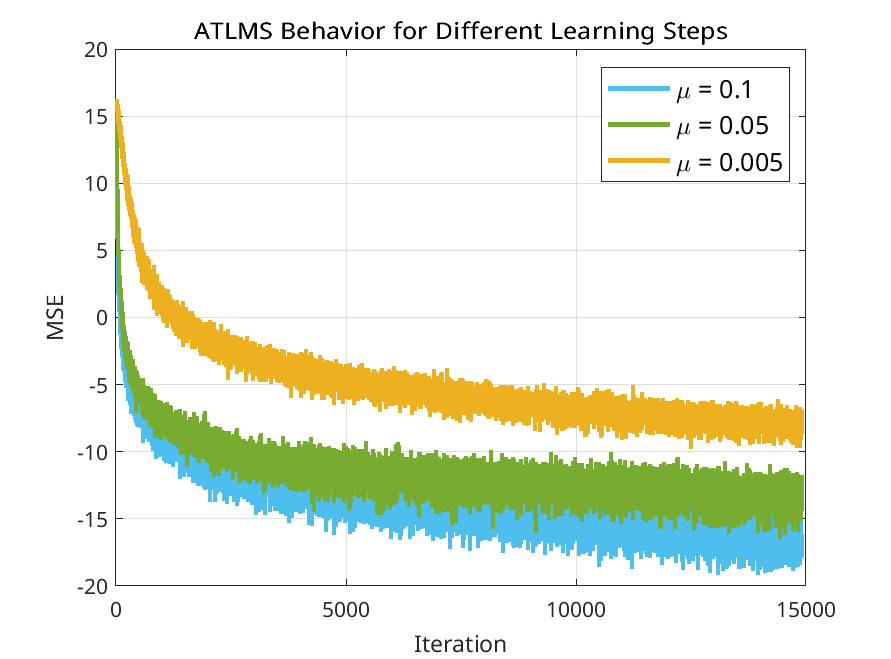 ATLMS Behavior for Different Learning Steps
20
15
10
5
0
-5
-10
-15
-20
MSE
μ = 0.1
μ = 0.05
μ = 0.005
0 5000 10000 15000
Iteration